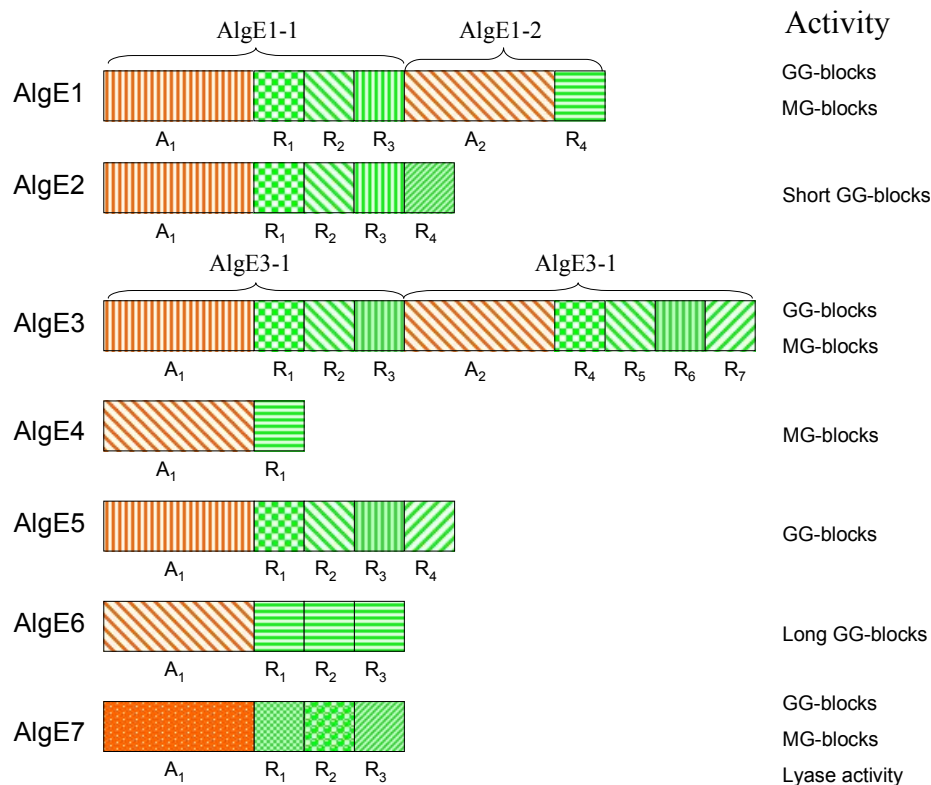 Activity
AlgE1-1 AlgE1-2
AlgE1 GG-blocks
MG-blocks
A1 R1 R2 R3 A2 R4
AlgE2 Short GG-blocks
A1 R1 R2 R3 R4
AlgE3-1 AlgE3-1
AlgE3 GG-blocks
MG-blocks
A1 R1 R2 R3 A2 R4 R5 R6 R7
AlgE4 MG-blocks
A1 R1
AlgE5 GG-blocks
A1 R1 R2 R3 R4
AlgE6 Long GG-blocks
A1 R1 R2 R3
AlgE7 GG-blocks
MG-blocks
A1 R1 R2 R3 Lyase activity